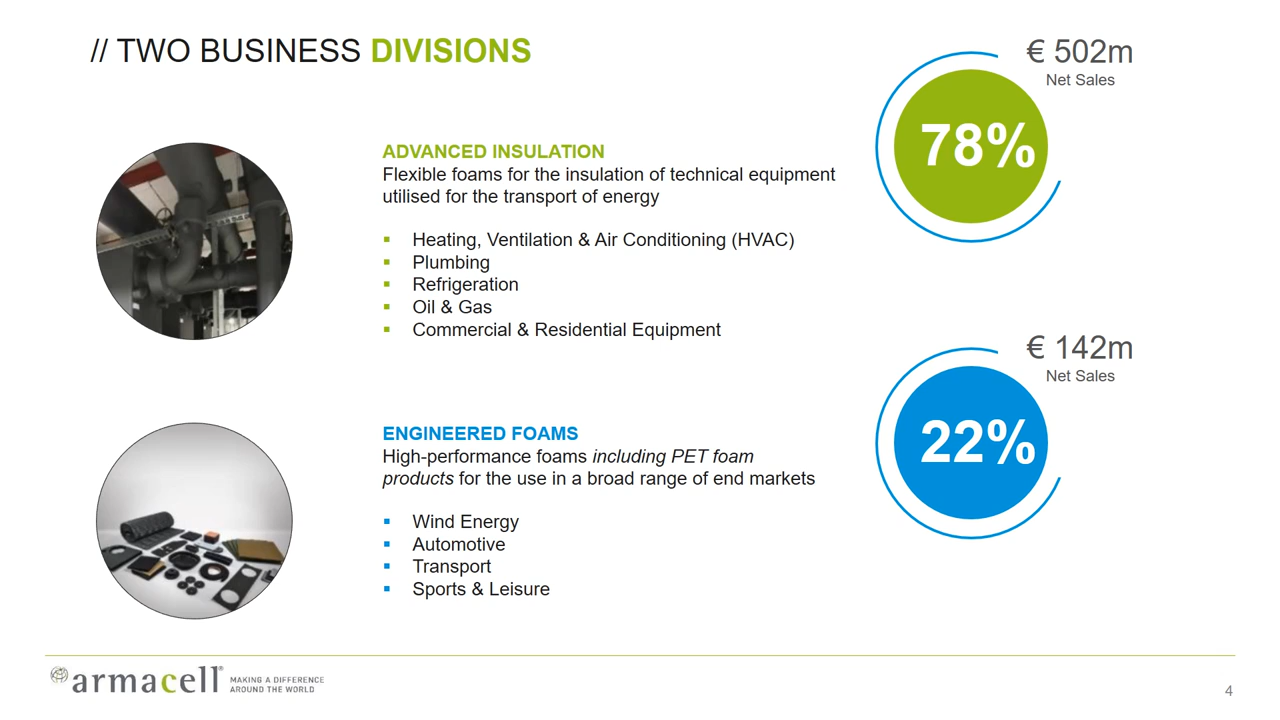 // TWO BUSINESS DIVISIONS
€ 502m
Net Sales
78%
ADVANCED INSULATION
Flexible foams for the insulation of technical equipment
utilised for the transport of energy
▪ Heating, Ventilation & Air Conditioning (HVAC)
▪ Plumbing
▪ Refrigeration
▪ Oil & Gas
▪ Commercial & Residential Equipment
€ 142m
Net Sales
22%
ENGINEERED FOAMS
High-performance foams including PET foam
products for the use in a broad range of end markets
▪ Wind Energy
▪ Automotive
▪ Transport
▪ Sports & Leisure
armacell®
MAKING A DIFFERENCE
AROUND THE WORLD
4